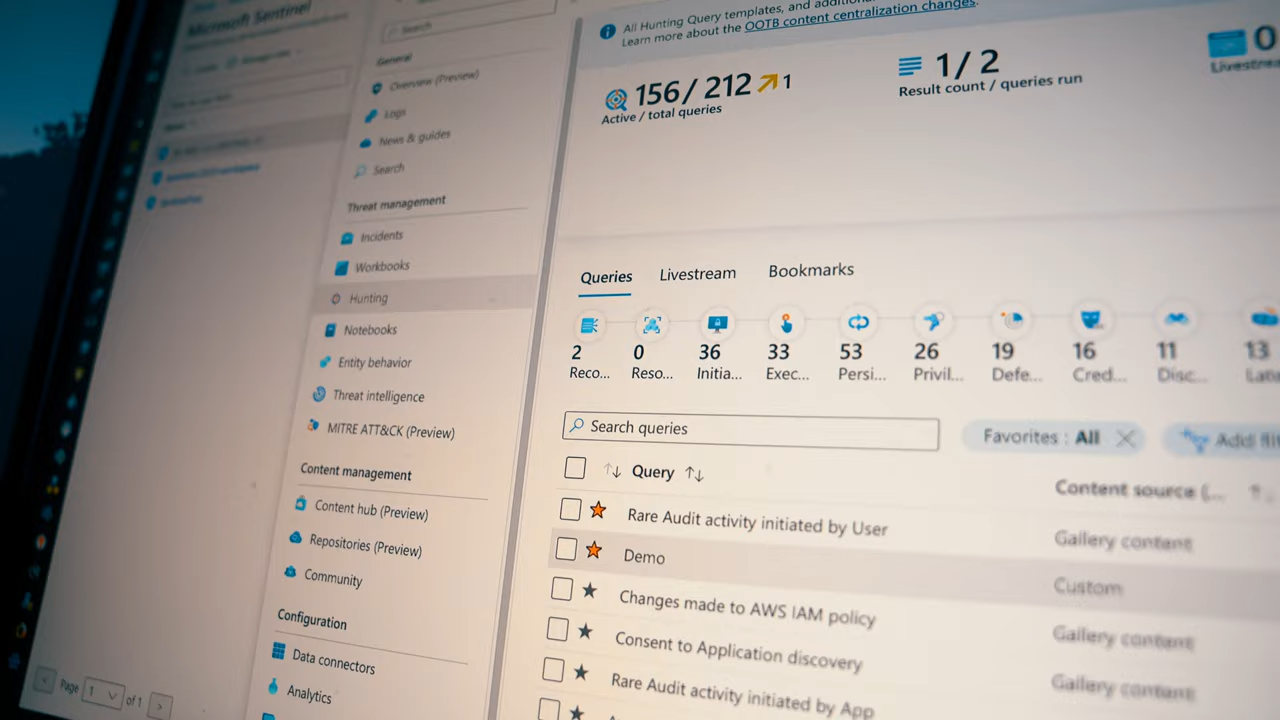 Microsoft Sentinel
Search
General
Overview (Preview)
Logs
News & guides
Search
Threat management
Incidents
Workbooks
Hunting
Notebooks
Entity behavior
Threat intelligence
MITRE ATT&CK (Preview)
Content management
Content hub (Preview)
Repositories (Preview)
Community
Configuration
Data connectors
Analytics
Page 1 of 1
All Hunting Query templates, and
Learn more about the OOTB content centralization changes.
156/212 1
Active / total queries
1/2
Result count / queries run
0
Queries Livestream Bookmarks
2 0 36 33 53 26 19 16 11 13
Reco... Reso... Initia... Exec... Persi... Privil... Defe... Cred... Disc...
Search queries
Favorites : All
Query
Content source (...
Rare Audit activity initiated by User
Gallery content
Demo
Custom
Changes made to AWS IAM policy
Gallery content
Consent to Application discovery
Gallery content
Rare Audit activity initiated by App